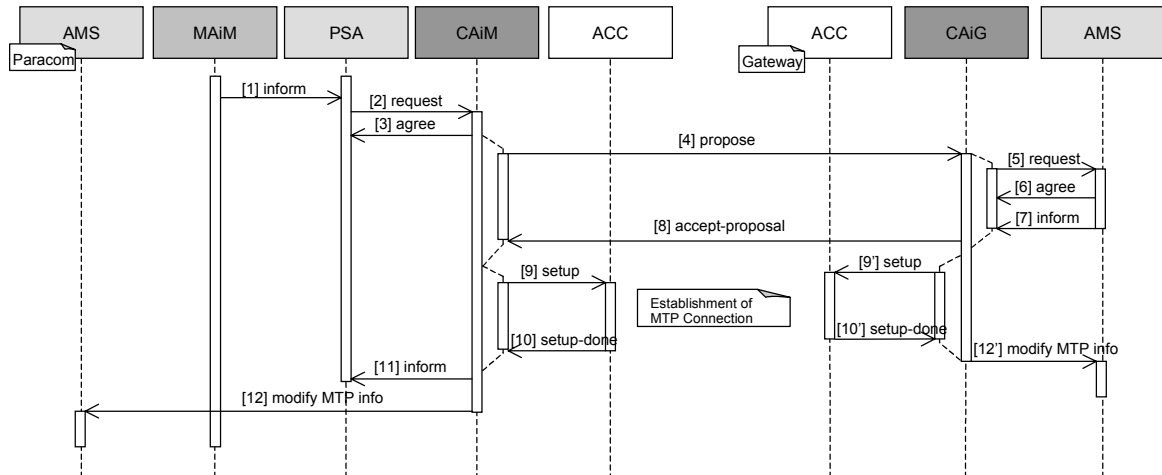 AMS
MAiM
PSA
CAiM
ACC
ACC
CAiG
AMS
Paracom
Gateway
[1] inform
[2] request
[3] agree
[4] propose
[5] request
[6] agree
[7] inform
[8] accept-proposal
[9] setup
[9'] setup
Establishment of
MTP Connection
[10] setup-done
[10'] setup-done
[11] inform
[12'] modify MTP info
[12] modify MTP info